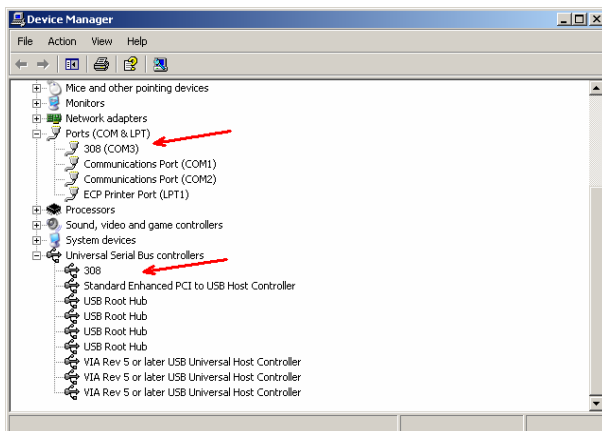 Device Manager
File Action View Help
Mice and other pointing devices
Monitors
Network adapters
Ports (COM & LPT)
308 (COM3)
Communications Port (COM1)
Communications Port (COM2)
ECP Printer Port (LPT1)
Processors
Sound, video and game controllers
System devices
Universal Serial Bus controllers
308
Standard Enhanced PCI to USB Host Controller
USB Root Hub
USB Root Hub
USB Root Hub
USB Root Hub
VIA Rev 5 or later USB Universal Host Controller
VIA Rev 5 or later USB Universal Host Controller
VIA Rev 5 or later USB Universal Host Controller